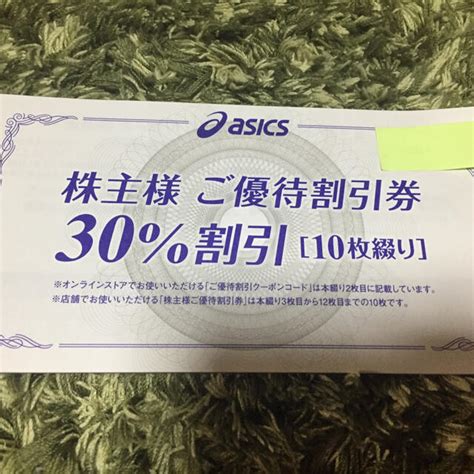 asics
株主様 ご優待割引券
30%割引 [10枚綴り]
※オンラインストアでお使いいただける「ご優待割引クーポンコード」は本綴り2枚目に記載しています。
※店舗でお使いいただける「株主様ご優待割引券」は本綴り3枚目から12枚目までの10枚です。